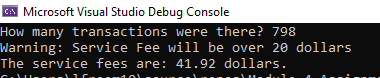 Microsoft Visual Studio Debug Console
How many transactions were there? 798
Warning: Service Fee will be over 20 dollars
The service fees are: 41.92 dollars.